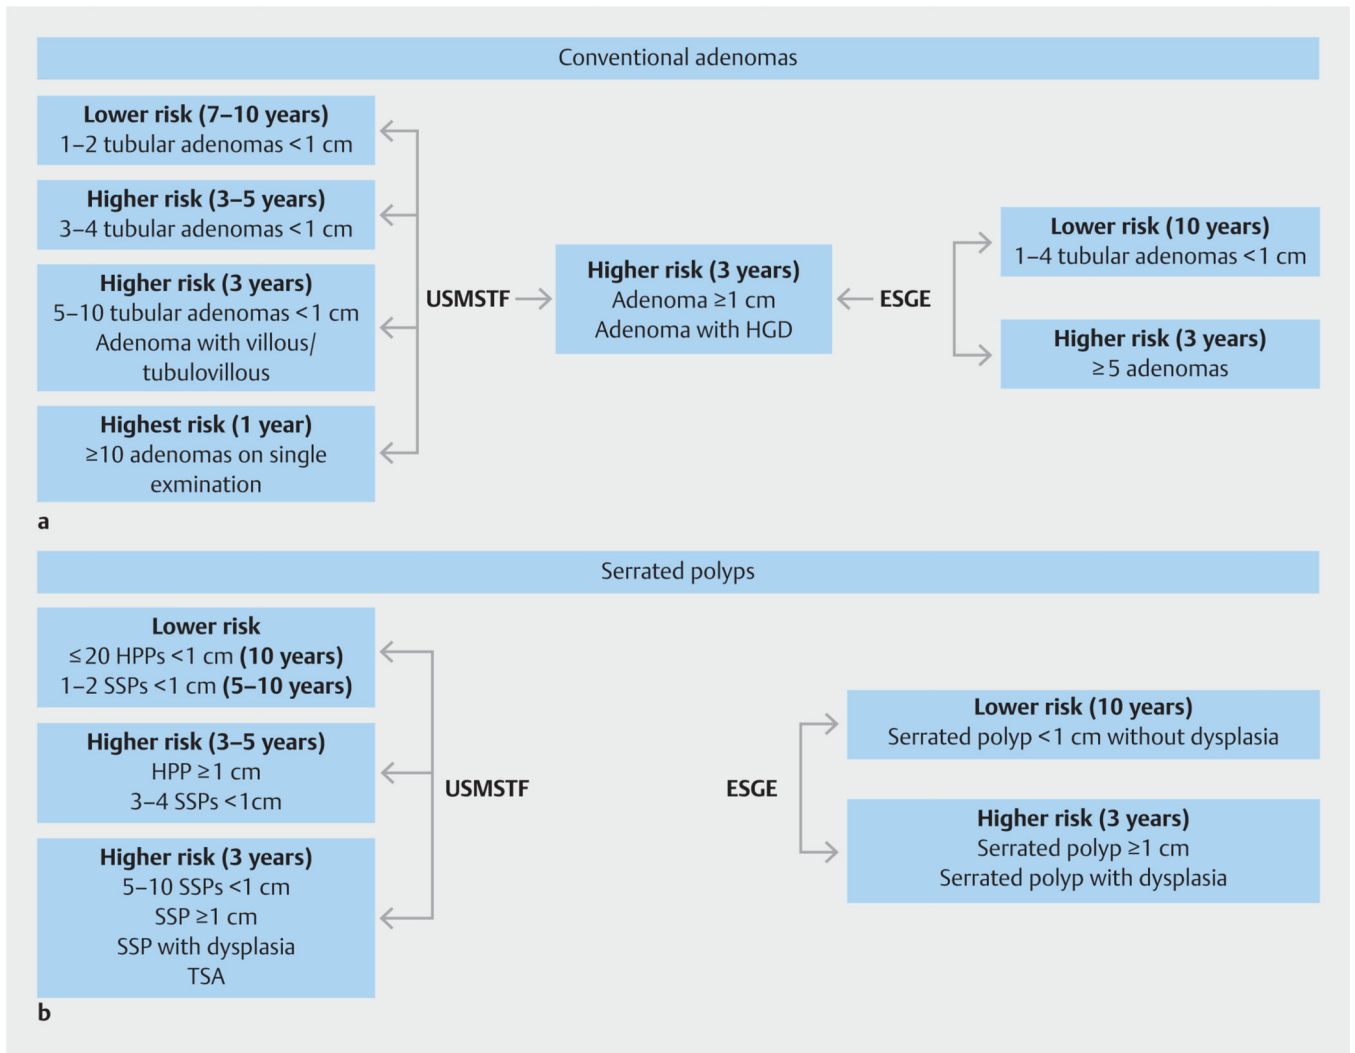 Conventional adenomas
Lower risk (7–10 years)
1–2 tubular adenomas <1 cm
Higher risk (3–5 years)
3–4 tubular adenomas <1 cm
Higher risk (3 years)
5–10 tubular adenomas <1 cm
Adenoma with villous/
tubulovillous
Highest risk (1 year)
≥10 adenomas on single
exmination
USMSTF
Higher risk (3 years)
Adenoma ≥1 cm
Adenoma with HGD
ESGE
Lower risk (10 years)
1–4 tubular adenomas <1 cm
Higher risk (3 years)
≥5 adenomas
a
Serrated polyps
Lower risk
≤20 HPPs <1 cm (10 years)
1–2 SSPs <1 cm (5–10 years)
Higher risk (3–5 years)
HPP ≥1 cm
3–4 SSPs <1cm
Higher risk (3 years)
5–10 SSPs <1 cm
SSP ≥1 cm
SSP with dysplasia
TSA
USMSTF
ESGE
Lower risk (10 years)
Serrated polyp <1 cm without dysplasia
Higher risk (3 years)
Serrated polyp ≥1 cm
Serrated polyp with dysplasia
b